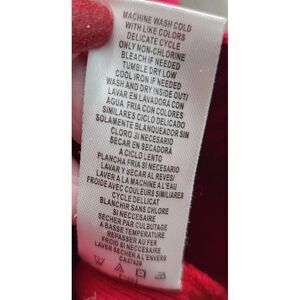 MACHINE WASH COLD
WITH LIKE COLORS
DELICATE CYCLE
ONLY NON-CHLORINE
BLEACH IF NEEDED
TUMBLE DRY LOW
COOL IRON IF NEEDED
WASH AND DRY INSIDE OUT/
LAVAR EN LAVADORA CON
AGUA FRIA CON COLORES
SIMILARES CICLO DELICADO
SOLAMENTE BLANQUEADOR SIN
CLORO SI NECESARIO
SECAR EN SECADORA
A CICLO LENTO
PLANCHA FRIA SI NECESARIO
LAVAR Y SECAR AL REVES/
LAVER A LA MACHINE A L'EAU
FROIDE AVEC COULEURS SIMILIARES
CYCLE DELLICAT
BLANCHIR SANS CHLORE
SI NECCESAIRE
SECHER PAR CULBUTAGE
A BASSE TEMPERATURE
REPASSER AU FER
FROID SI NECESSAIRE
LAVER SECHER A L'ENVERS
CA37426